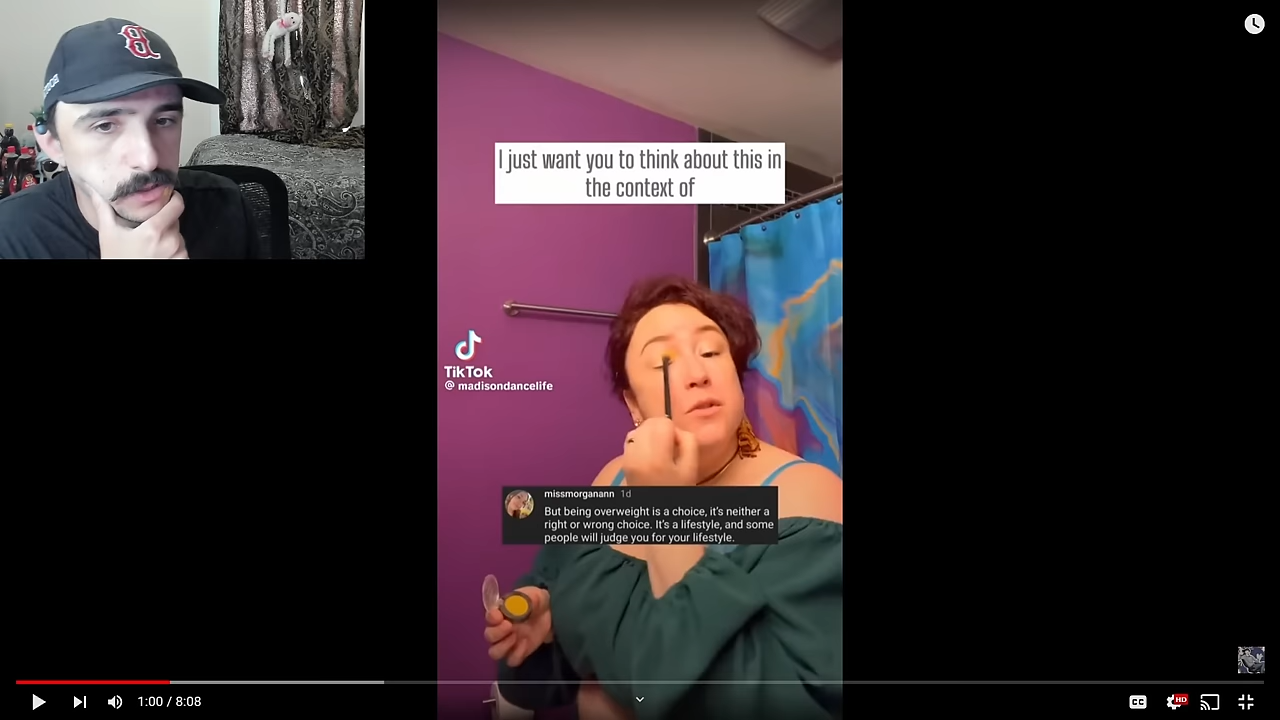 B
I just want you to think about this in
the context of
TikTok
@ madisondancelife
missmorganann 1d
But being overweight is a choice, it's neither a
right or wrong choice. It's a lifestyle, and some
people will judge you for your lifestyle.
1:00 / 8:08
CC
HD